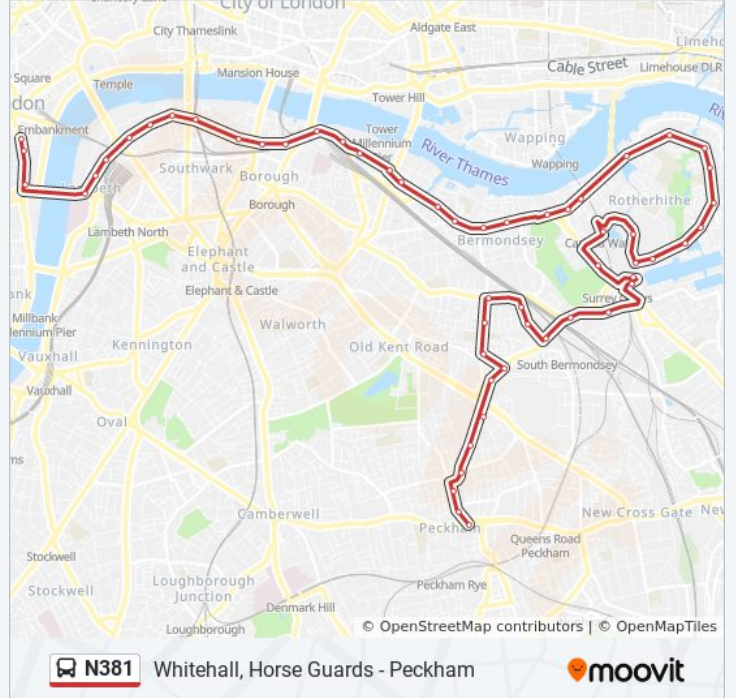 City of London
City Thameslink
Aldgate East
Limeho
Square
Temple
Mansion House
Cable Street
Limehouse DLR
don
Tower Hill
Embankment
Tower
Millennium
Wapping
River Thames
Southwark
Borough
Wapping
Rotherhithe
Borough
Lambeth North
Bermondsey
Elephant
and Castle
Elephant & Castle
Surrey
Millbank
Walworth
Kennington
Old Kent Road
Vauxhall
South Bermondsey
Vauxhall
Oval
Camberwell
New Cross Gate
New
Peckham
Queens Road
Peckham
Stockwell
Loughborough
Junction
Peckham Rye
Stockwell
Denmark Hill
Loughborough
© OpenStreetMap contributors | © OpenMapTiles
N381 Whitehall, Horse Guards - Peckham
moovit